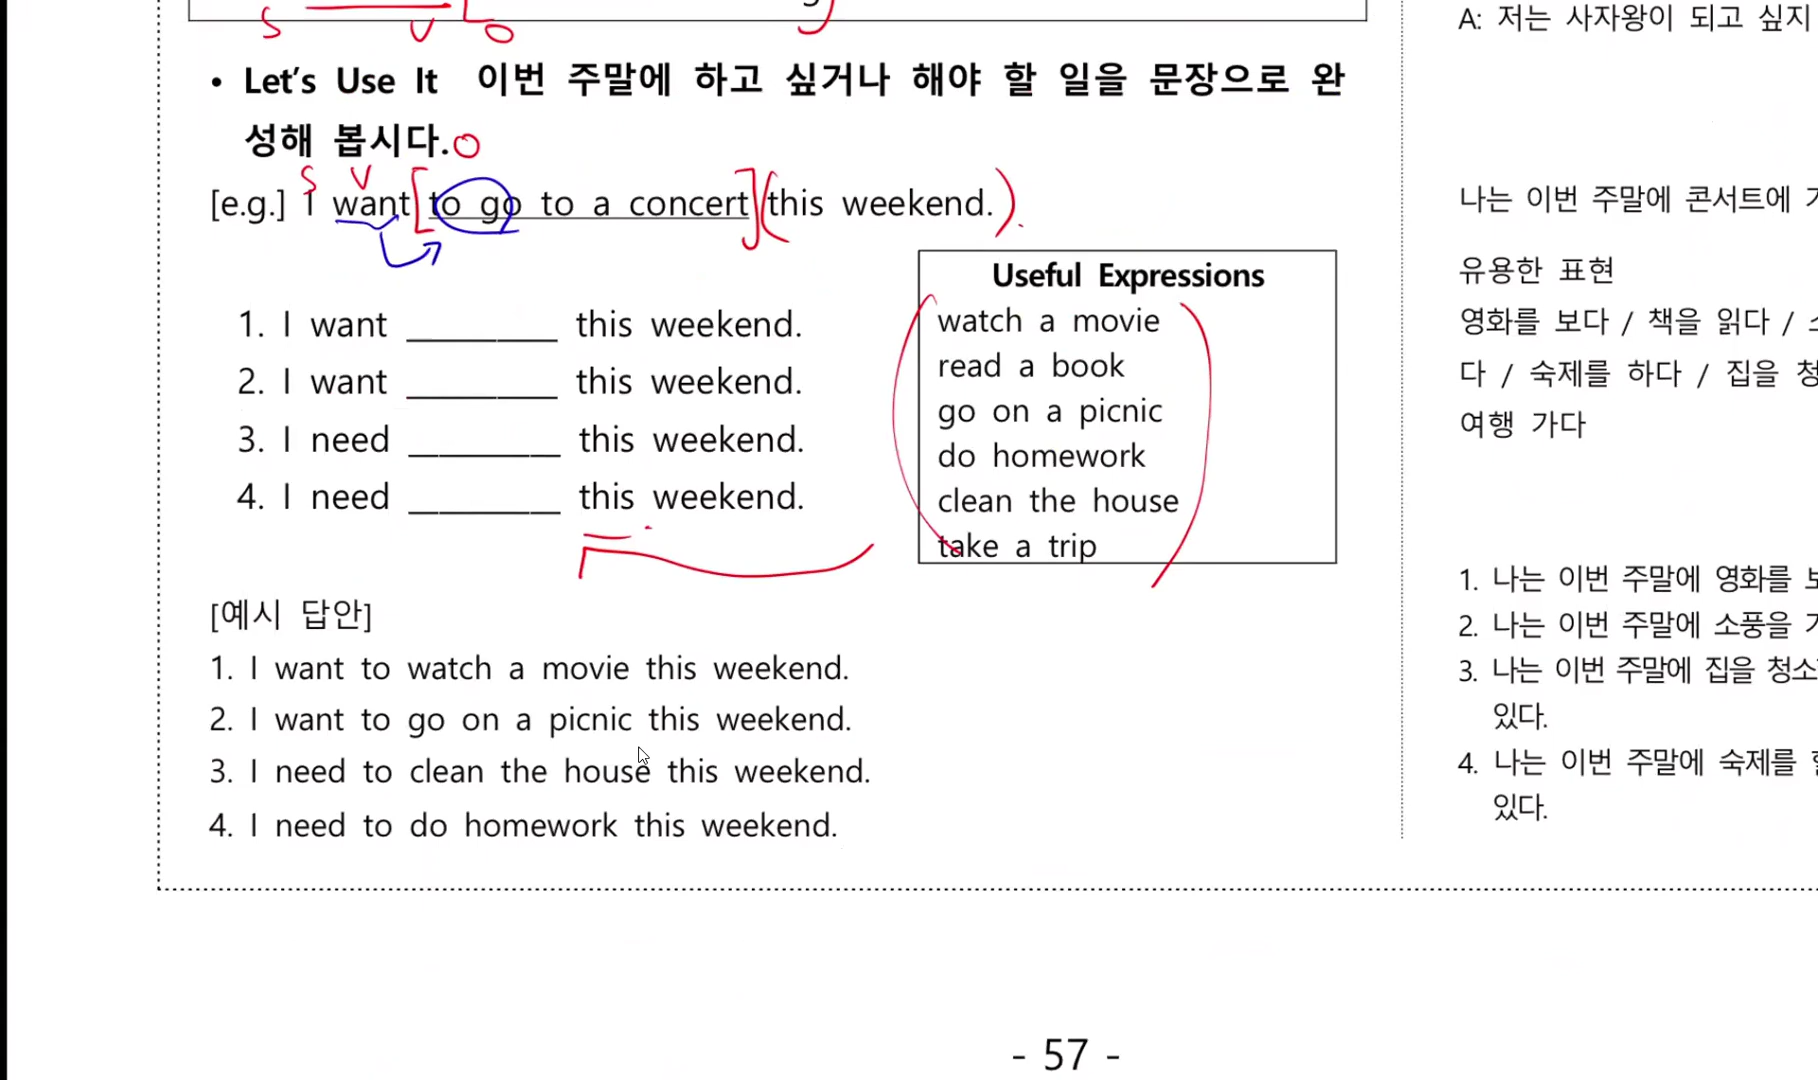 S V O
A: 저는 사자왕이 되고 싶지
• Let's Use It 이번 주말에 하고 싶거나 해야 할 일을 문장으로 완
성해 봅시다. O
S V
[e.g.] I want [to go to a concert] (this weekend.)
나는 이번 주말에 콘서트에
1. I want __________ this weekend.
2. I want __________ this weekend.
3. I need __________ this weekend.
4. I need __________ this weekend.
Useful Expressions
watch a movie
read a book
go on a picnic
do homework
clean the house
take a trip
유용한 표현
영화를 보다 / 책을 읽다 /
다 / 숙제를 하다 / 집을 청
여행 가다
[예시 답안]
1. I want to watch a movie this weekend.
2. I want to go on a picnic this weekend.
3. I need to clean the house this weekend.
4. I need to do homework this weekend.
1. 나는 이번 주말에 영화를
2. 나는 이번 주말에 소풍을
3. 나는 이번 주말에 집을 청소
있다.
4. 나는 이번 주말에 숙제를
있다.
- 57 -